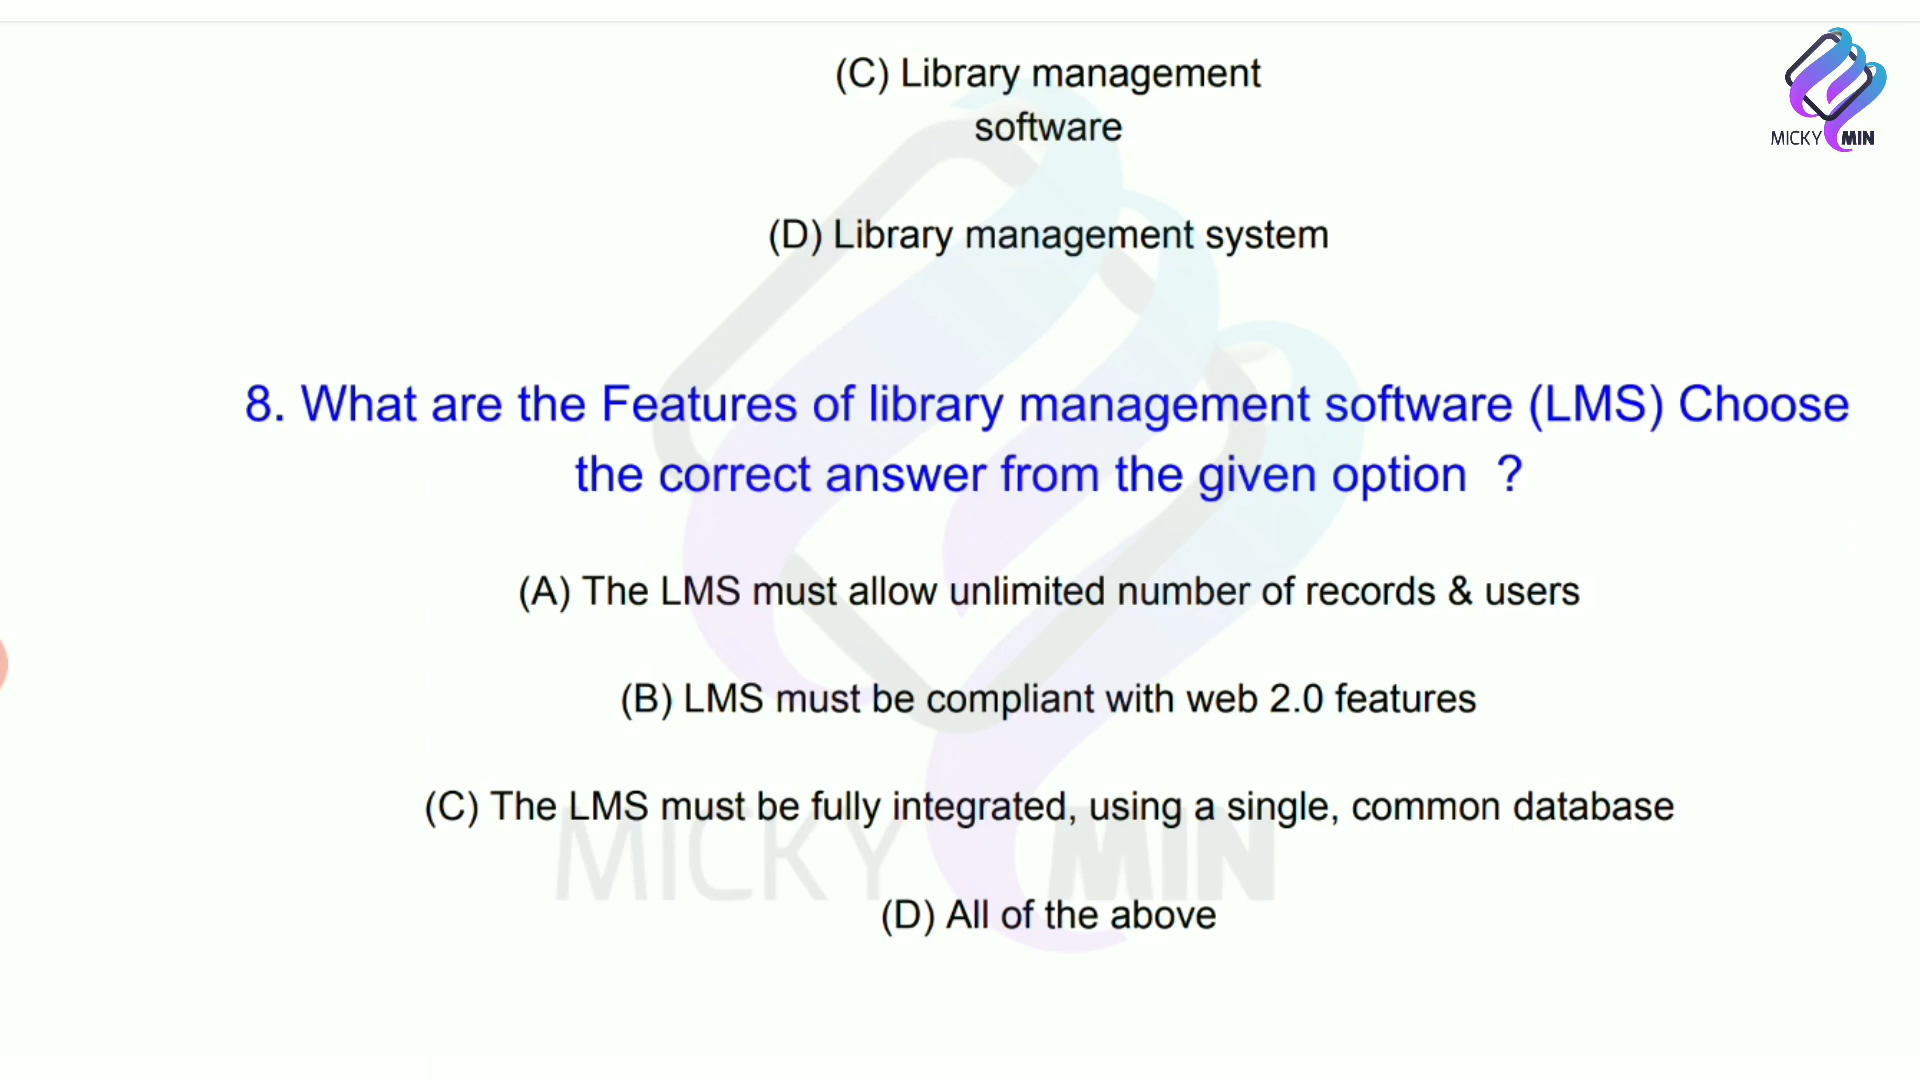 (C) Library management
software
MICKY MIN
(D) Library management system
8. What are the Features of library management software (LMS) Choose
the correct answer from the given option ?
(A) The LMS must allow unlimited number of records & users
(B) LMS must be compliant with web 2.0 features
(C) The LMS must be fully integrated, using a single, common database
MICKY MIN
(D) All of the above